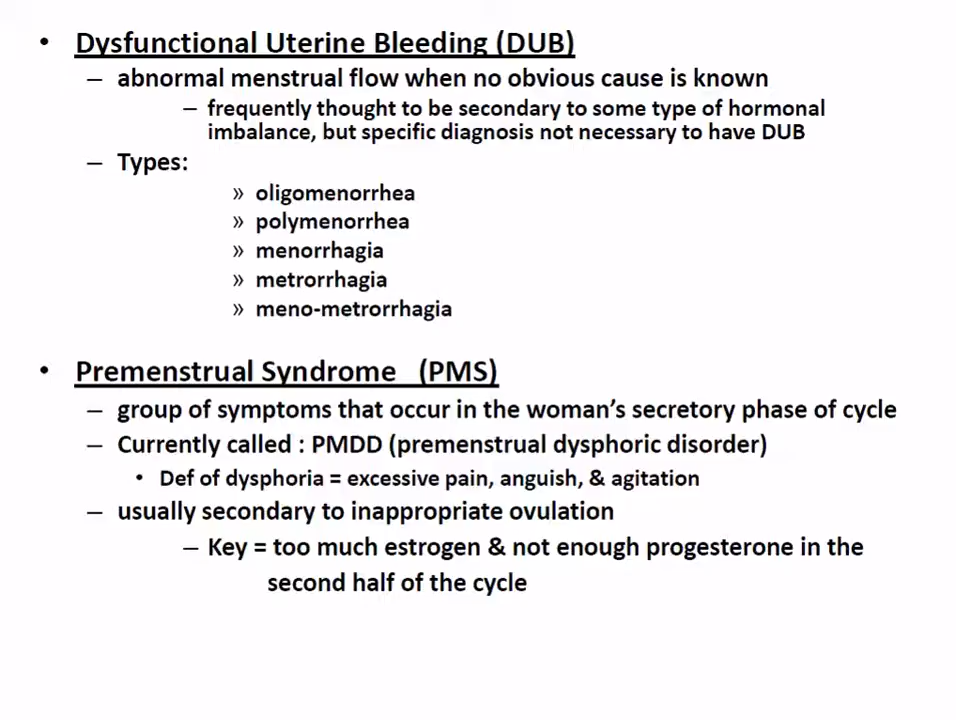 • Dysfunctional Uterine Bleeding (DUB)
– abnormal menstrual flow when no obvious cause is known
– frequently thought to be secondary to some type of hormonal
imbalance, but specific diagnosis not necessary to have DUB
– Types:
» oligomenorrhea
» polymenorrhea
» menorrhagia
» metrorrhagia
» meno-metrorrhagia
• Premenstrual Syndrome (PMS)
– group of symptoms that occur in the woman’s secretory phase of cycle
– Currently called : PMDD (premenstrual dysphoric disorder)
• Def of dysphoria = excessive pain, anguish, & agitation
– usually secondary to inappropriate ovulation
– Key = too much estrogen & not enough progesterone in the
second half of the cycle